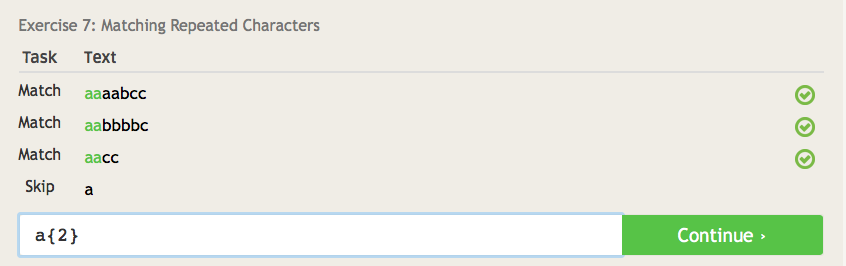 Exercise 7: Matching Repeated Characters
Task Text
Match aaaabcc
Match aabbbbc
Match aacc
Skip a
a{2} Continue ›